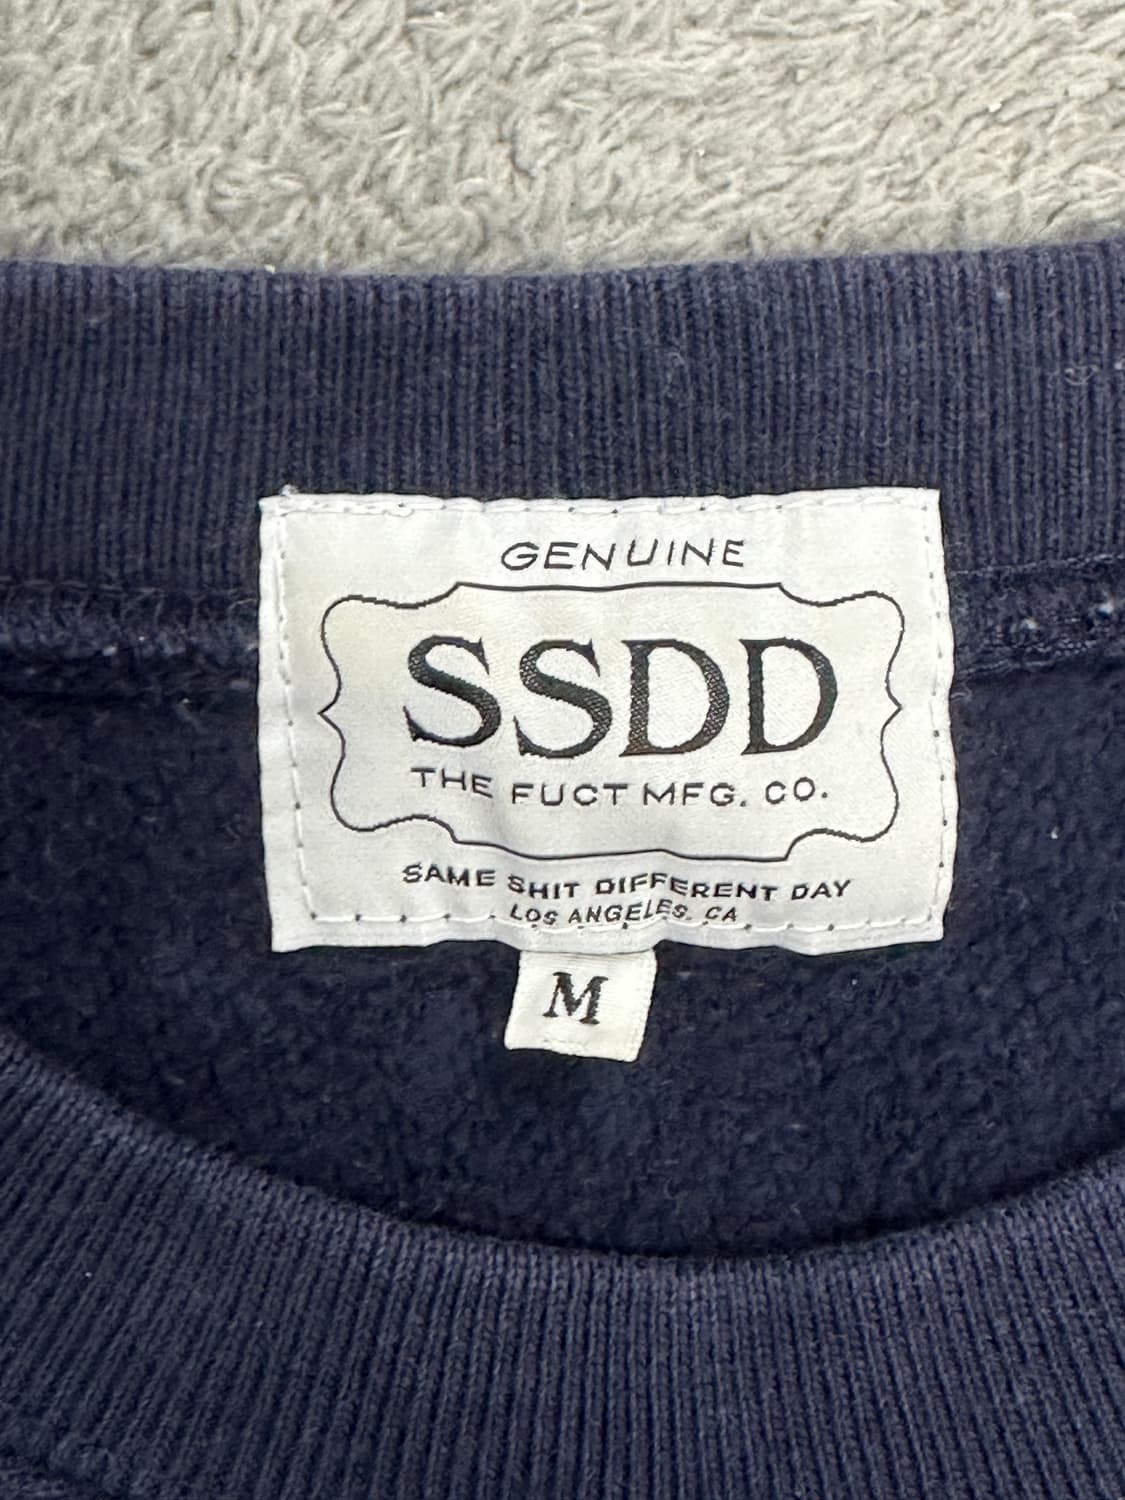 GENUINE
SSDD
THE FUCT MFG. CO.
SAME SHIT DIFFERENT DAY
LOS ANGELES. CA
M